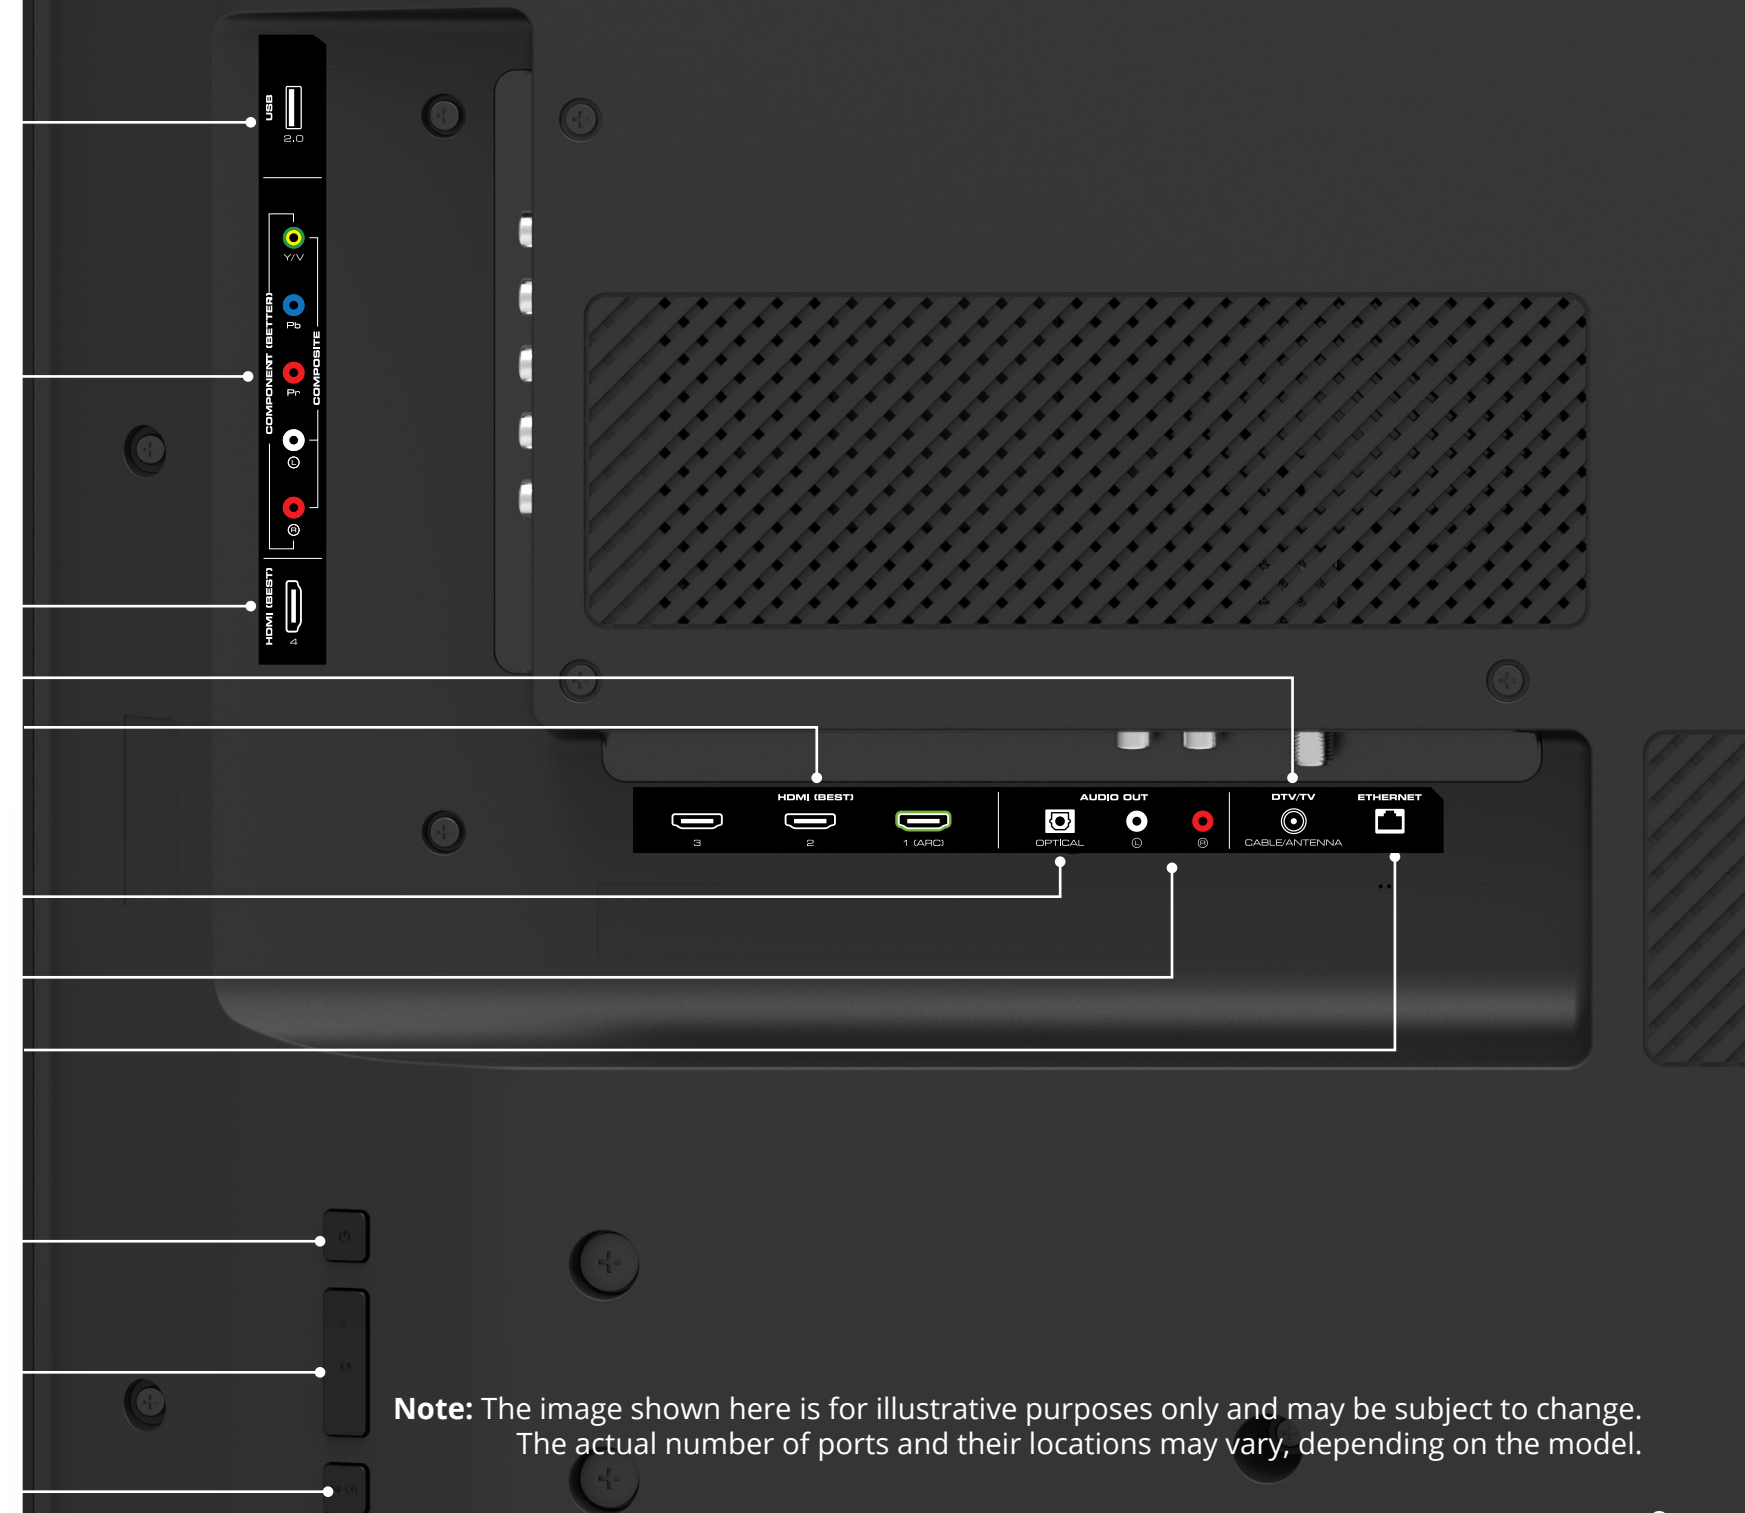 USB
2.0
Y/V
Pb
COMPONENT (BETTER)
COMPOSITE
Pr
L
R
HDMI (BEST)
4
HDMI (BEST)
AUDIO OUT
DTV/TV
ETHERNET
3
2
1 (ARC)
OPTICAL
L
R
CABLE/ANTENNA
Note: The image shown here is for illustrative purposes only and may be subject to change.
The actual number of ports and their locations may vary, depending on the model.